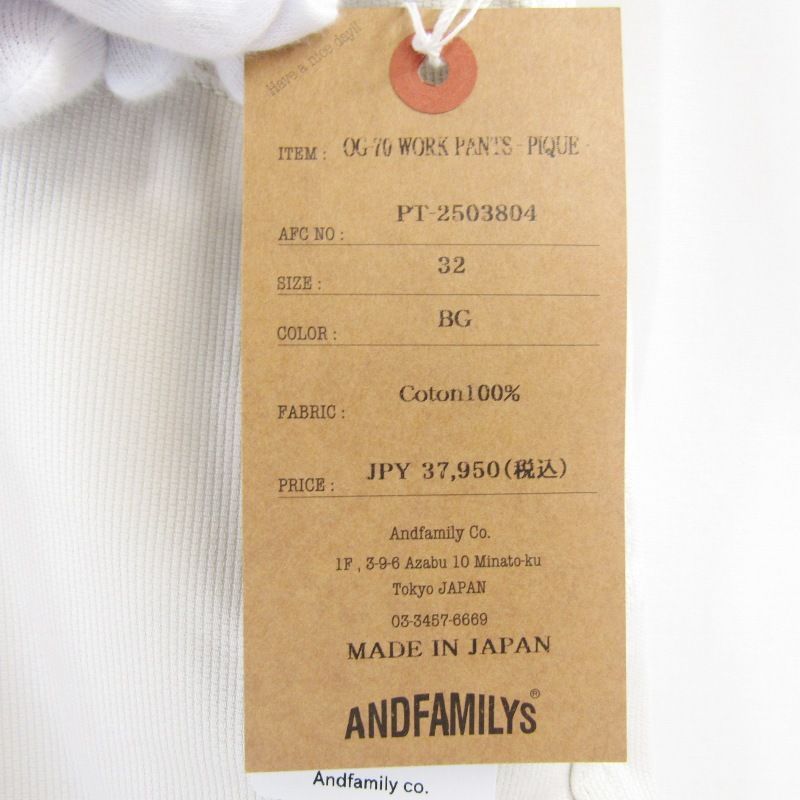 Have a nice day!!
ITEM : OG-70 WORK PANTS - PIQUE -
AFC NO : PT-2503804
SIZE : 32
COLOR : BG
FABRIC : Coton100%
PRICE : JPY 37,950(税込)
Andfamily Co.
1F , 3-9-6 Azabu 10 Minato-ku
Tokyo JAPAN
03-3457-6669
MADE IN JAPAN
ANDFAMILYS®
Andfamily co.